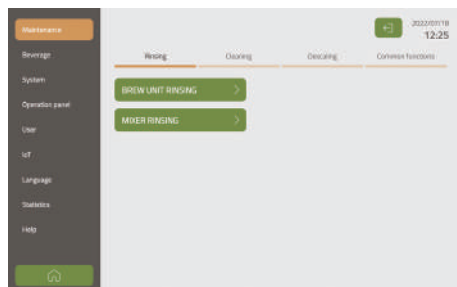 Maintenance
Beverage
System
Operation panel
User
IoT
Language
Statistics
Help
2022/07/18
12:25
Rinsing
Cleaning
Descaling
Common functions
BREW UNIT RINSING
MIXER RINSING